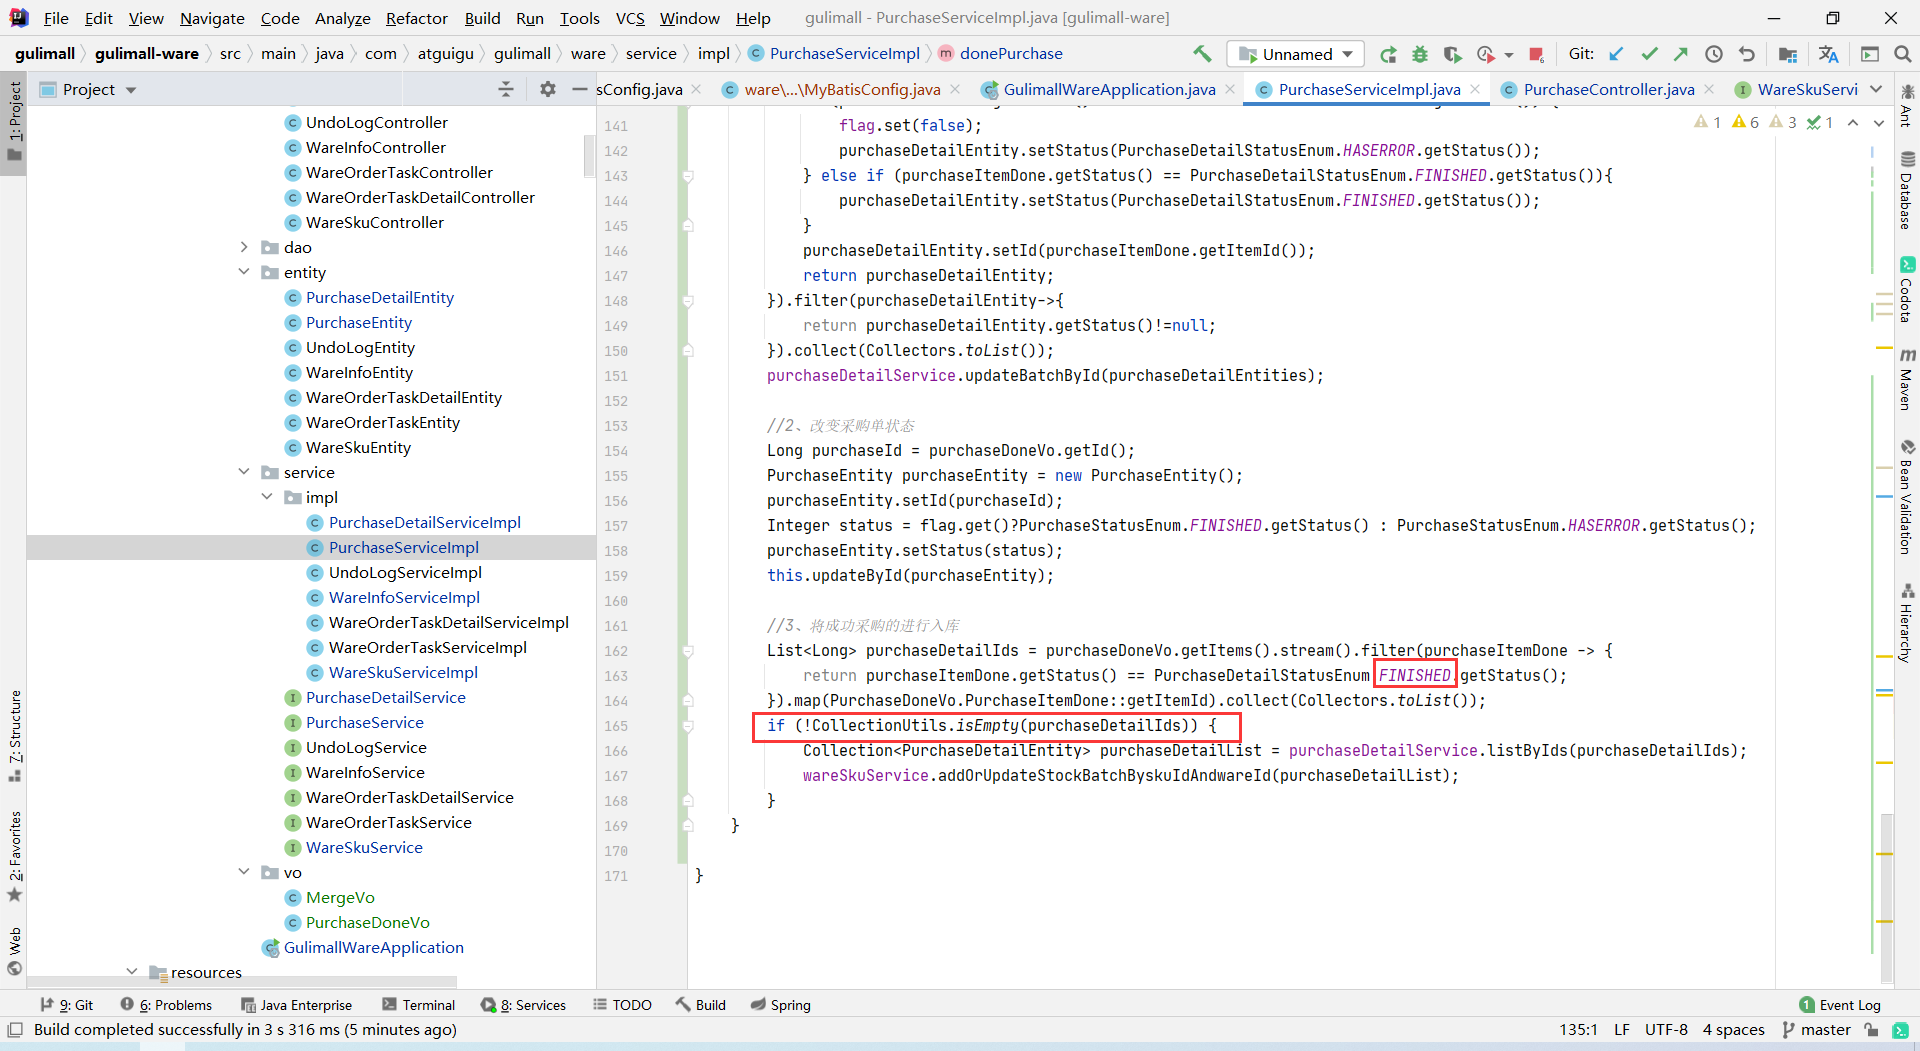 File Edit View Navigate Code Analyze Refactor Build Run Tools VCS Window Help gulimall - PurchaseServiceImpl.java [gulimall-ware]
gulimall gulimall-ware src main java com atguigu gulimall ware service impl PurchaseServiceImpl donePurchase Unnamed Git:
Project sConfig.java ware\...\MyBatisConfig.java GulimallWareApplication.java PurchaseServiceImpl.java PurchaseController.java WareSkuServi
1: Project
7: Structure
2: Favorites
Web
UndoLogController
WareInfoController
WareOrderTaskController
WareOrderTaskDetailController
WareSkuController
dao
entity
PurchaseDetailEntity
PurchaseEntity
UndoLogEntity
WareInfoEntity
WareOrderTaskDetailEntity
WareOrderTaskEntity
WareSkuEntity
service
impl
PurchaseDetailServiceImpl
PurchaseServiceImpl
UndoLogServiceImpl
WareInfoServiceImpl
WareOrderTaskDetailServiceImpl
WareOrderTaskServiceImpl
WareSkuServiceImpl
PurchaseDetailService
PurchaseService
UndoLogService
WareInfoService
WareOrderTaskDetailService
WareOrderTaskService
WareSkuService
vo
MergeVo
PurchaseDoneVo
GulimallWareApplication
resources
1 6 3 1
141 flag.set(false);
142 purchaseDetailEntity.setStatus(PurchaseDetailStatusEnum.HASERROR.getStatus());
143 } else if (purchaseItemDone.getStatus() == PurchaseDetailStatusEnum.FINISHED.getStatus()){
144 purchaseDetailEntity.setStatus(PurchaseDetailStatusEnum.FINISHED.getStatus());
145 }
146 purchaseDetailEntity.setId(purchaseItemDone.getItemId());
147 return purchaseDetailEntity;
148 }).filter(purchaseDetailEntity->{
149 return purchaseDetailEntity.getStatus()!=null;
150 }).collect(Collectors.toList());
151 purchaseDetailService.updateBatchById(purchaseDetailEntities);
152
153 //2、改变采购单状态
154 Long purchaseId = purchaseDoneVo.getId();
155 PurchaseEntity purchaseEntity = new PurchaseEntity();
156 purchaseEntity.setId(purchaseId);
157 Integer status = flag.get()?PurchaseStatusEnum.FINISHED.getStatus() : PurchaseStatusEnum.HASERROR.getStatus();
158 purchaseEntity.setStatus(status);
159 this.updateById(purchaseEntity);
160
161 //3、将成功采购的进行入库
162 List<Long> purchaseDetailIds = purchaseDoneVo.getItems().stream().filter(purchaseItemDone -> {
163 return purchaseItemDone.getStatus() == PurchaseDetailStatusEnum.FINISHED.getStatus();
164 }).map(PurchaseDoneVo.PurchaseItemDone::getItemId).collect(Collectors.toList());
165 if (!CollectionUtils.isEmpty(purchaseDetailIds)) {
166 Collection<PurchaseDetailEntity> purchaseDetailList = purchaseDetailService.listByIds(purchaseDetailIds);
167 wareSkuService.addOrUpdateStockBatchByskuIdAndwareId(purchaseDetailList);
168 }
169 }
170
171 }
Ant
Database
Codota
Maven
Bean Validation
Hierarchy
9: Git 6: Problems Java Enterprise Terminal 8: Services TODO Build Spring 1 Event Log
Build completed successfully in 3 s 316 ms (5 minutes ago) 135:1 LF UTF-8 4 spaces master